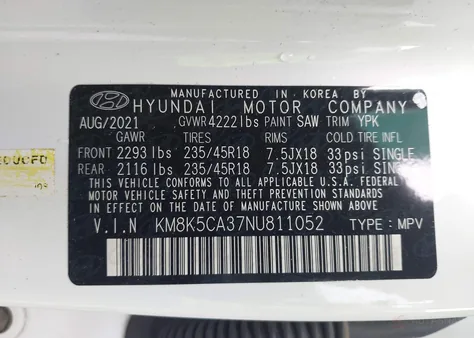 MANUFACTURED IN KOREA BY
HYUNDAI MOTOR COMPANY
AUG/2021 GVWR 4222lbs PAINT SAW TRIM YPK
GAWR TIRES RIMS COLD TIRE INFL
FRONT 2293 lbs 235/45R18 7.5JX18 33psi SINGLE
REAR 2116 lbs 235/45R18 7.5JX18 33psi SINGLE
THIS VEHICLE CONFORMS TO ALL APPLICABLE U.S. FEDERAL MOTOR
VEHICLE SAFETY AND THEFT PREVENTION STANDARDS IN
EFFECT ON THE DATE OF MANUFACTURE SHOWN ABOVE
V.I.N KM8K5CA37NU811052 TYPE: MPV